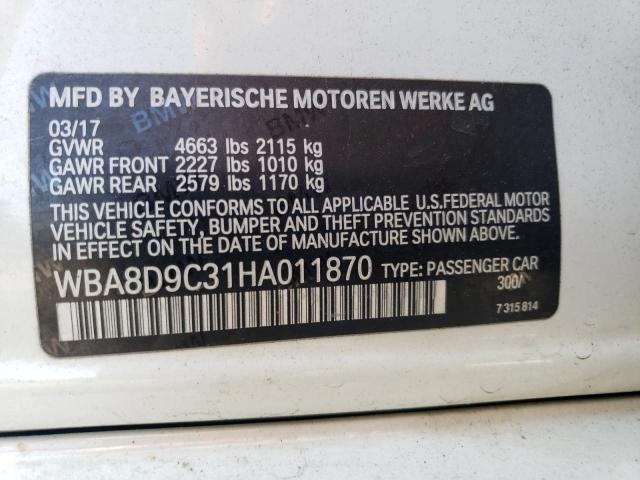 MFD BY BAYERISCHE MOTOREN WERKE AG
03/17
GVWR 4663 lbs 2115 kg
GAWR FRONT 2227 lbs 1010 kg
GAWR REAR 2579 lbs 1170 kg
THIS VEHICLE CONFORMS TO ALL APPLICABLE U.S.FEDERAL MOTOR
VEHICLE SAFETY, BUMPER AND THEFT PREVENTION STANDARDS
IN EFFECT ON THE DATE OF MANUFACTURE SHOWN ABOVE.
WBA8D9C31HA011870 TYPE: PASSENGER CAR
300/
7 315 814